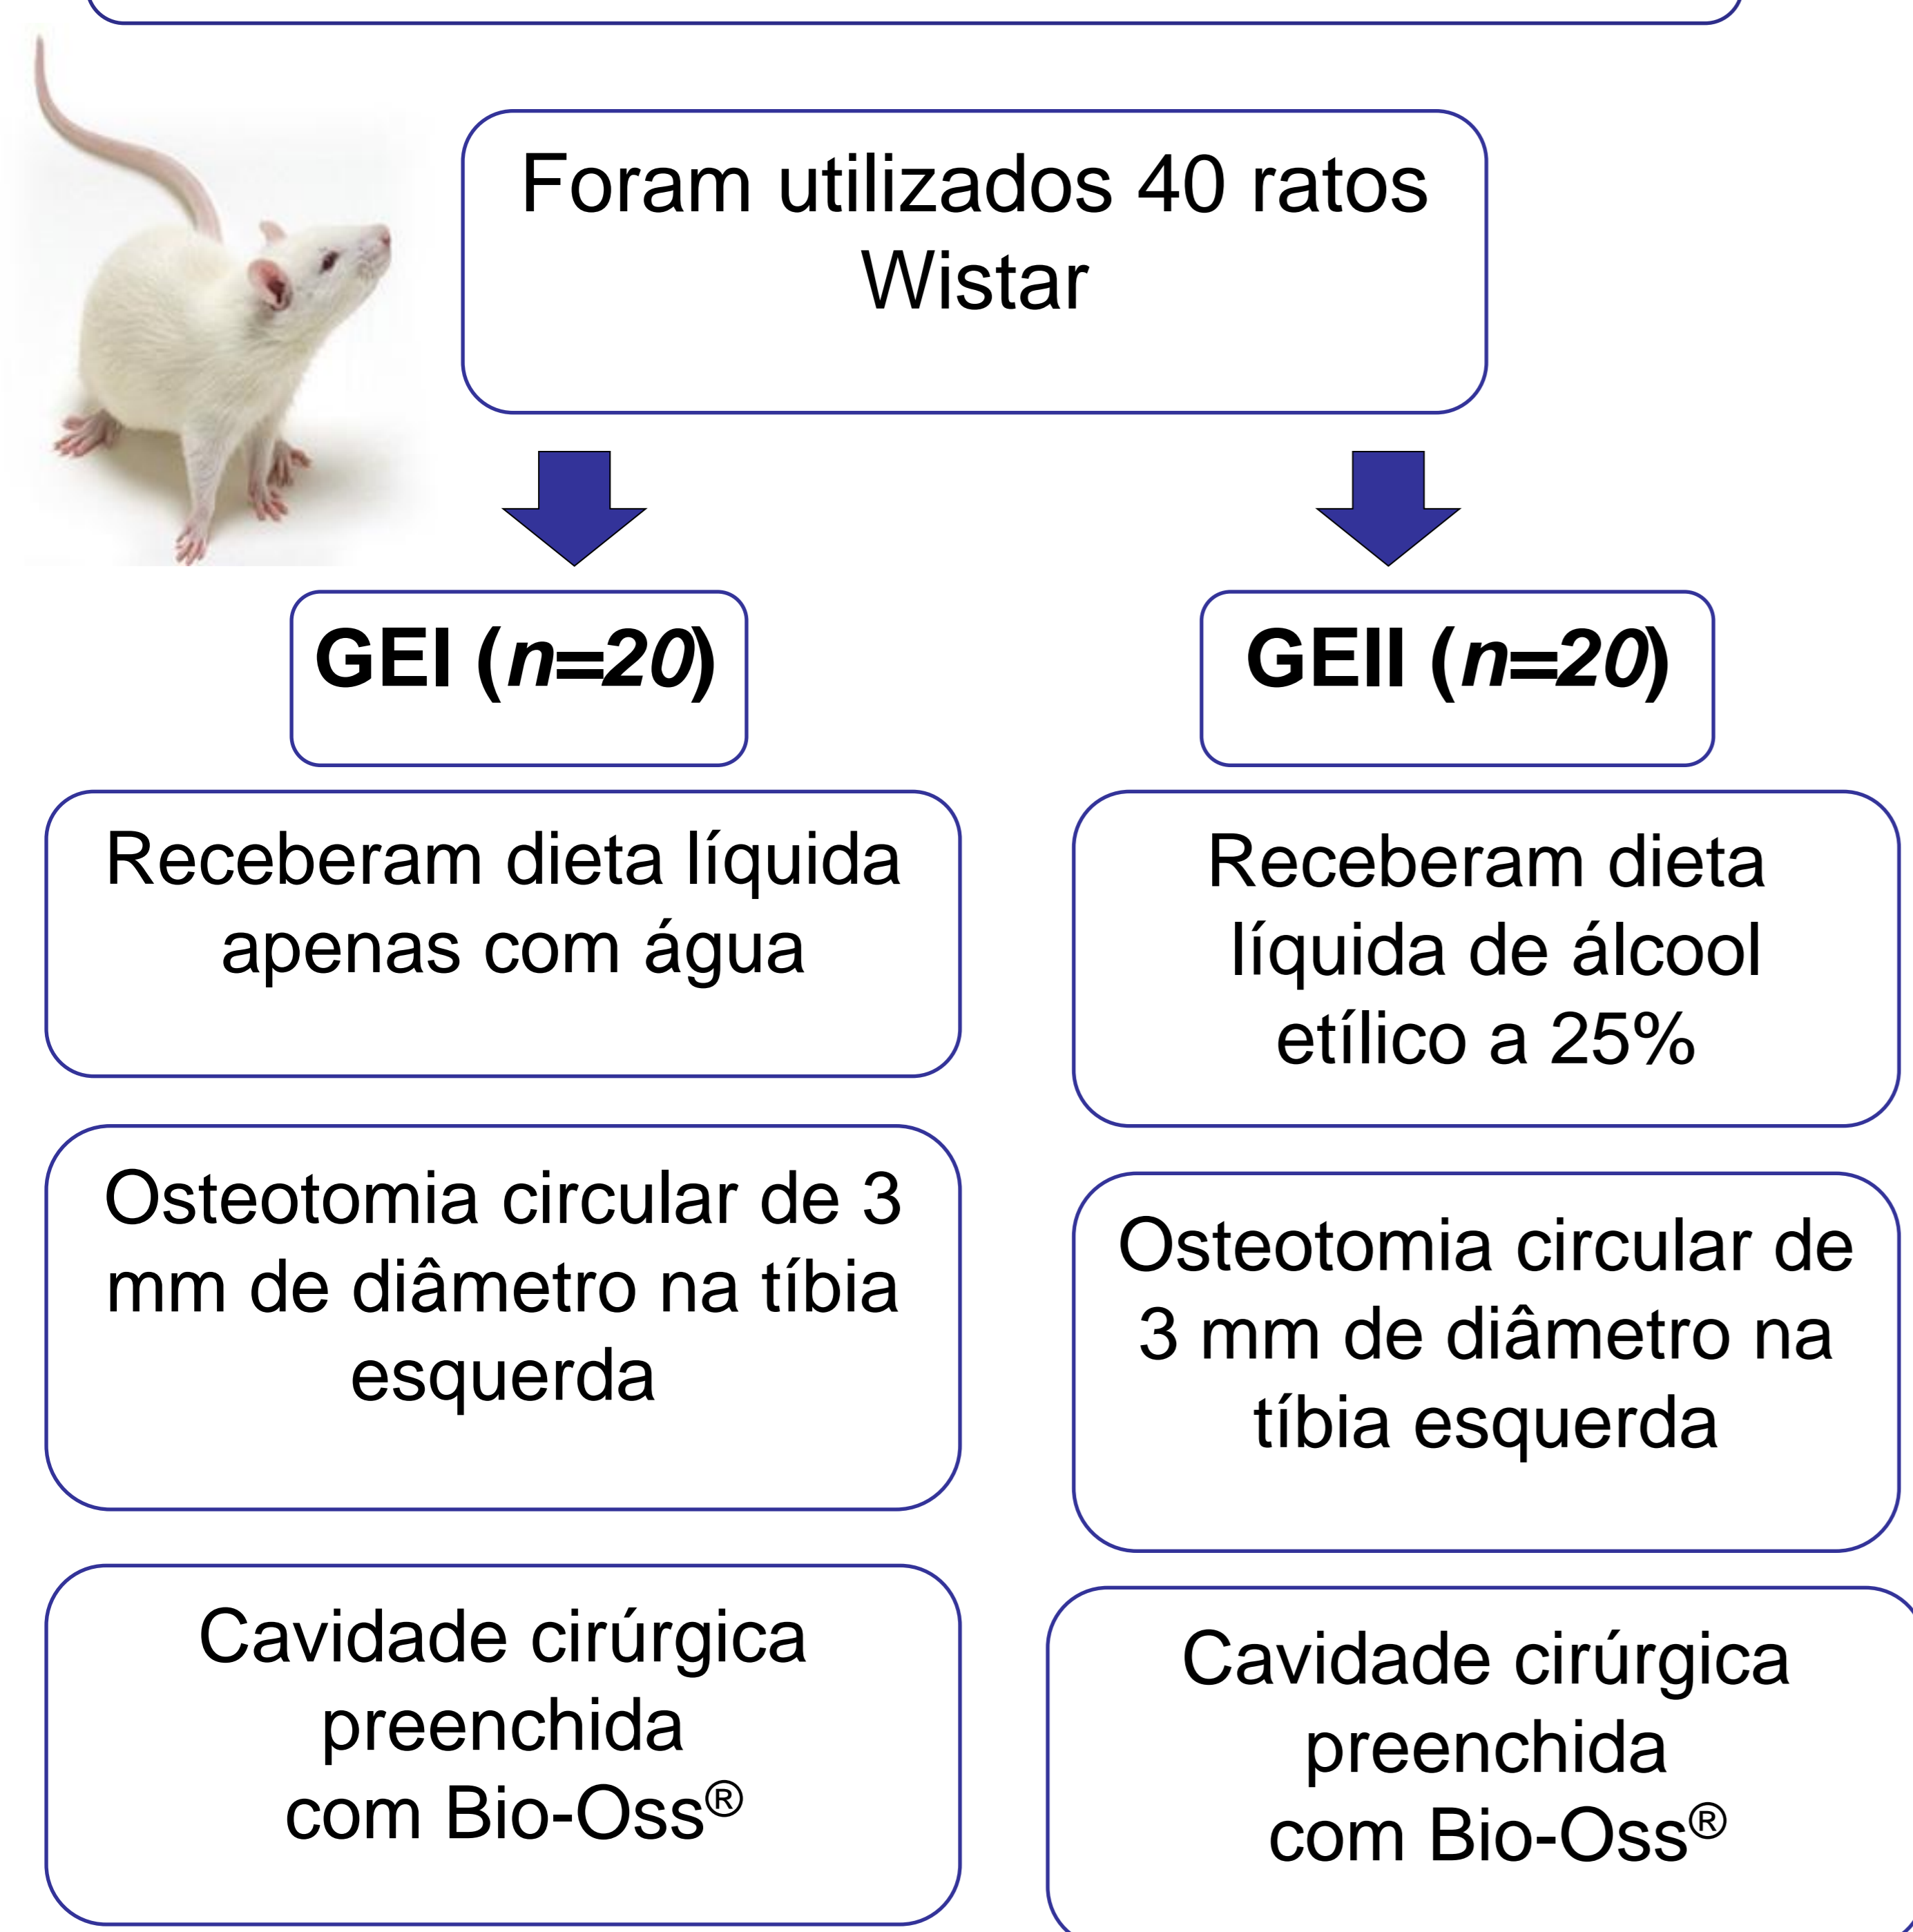 Foram utilizados 40 ratos
Wistar
GEI (n=20)
Receberam dieta líquida
apenas com água
Osteotomia circular de 3
mm de diâmetro na tíbia
esquerda
Cavidade cirúrgica
preenchida
com Bio-Oss®
GEII (n=20)
Receberam dieta
líquida de álcool
etílico a 25%
Osteotomia circular de
3 mm de diâmetro na
tíbia esquerda
Cavidade cirúrgica
preenchida
com Bio-Oss®